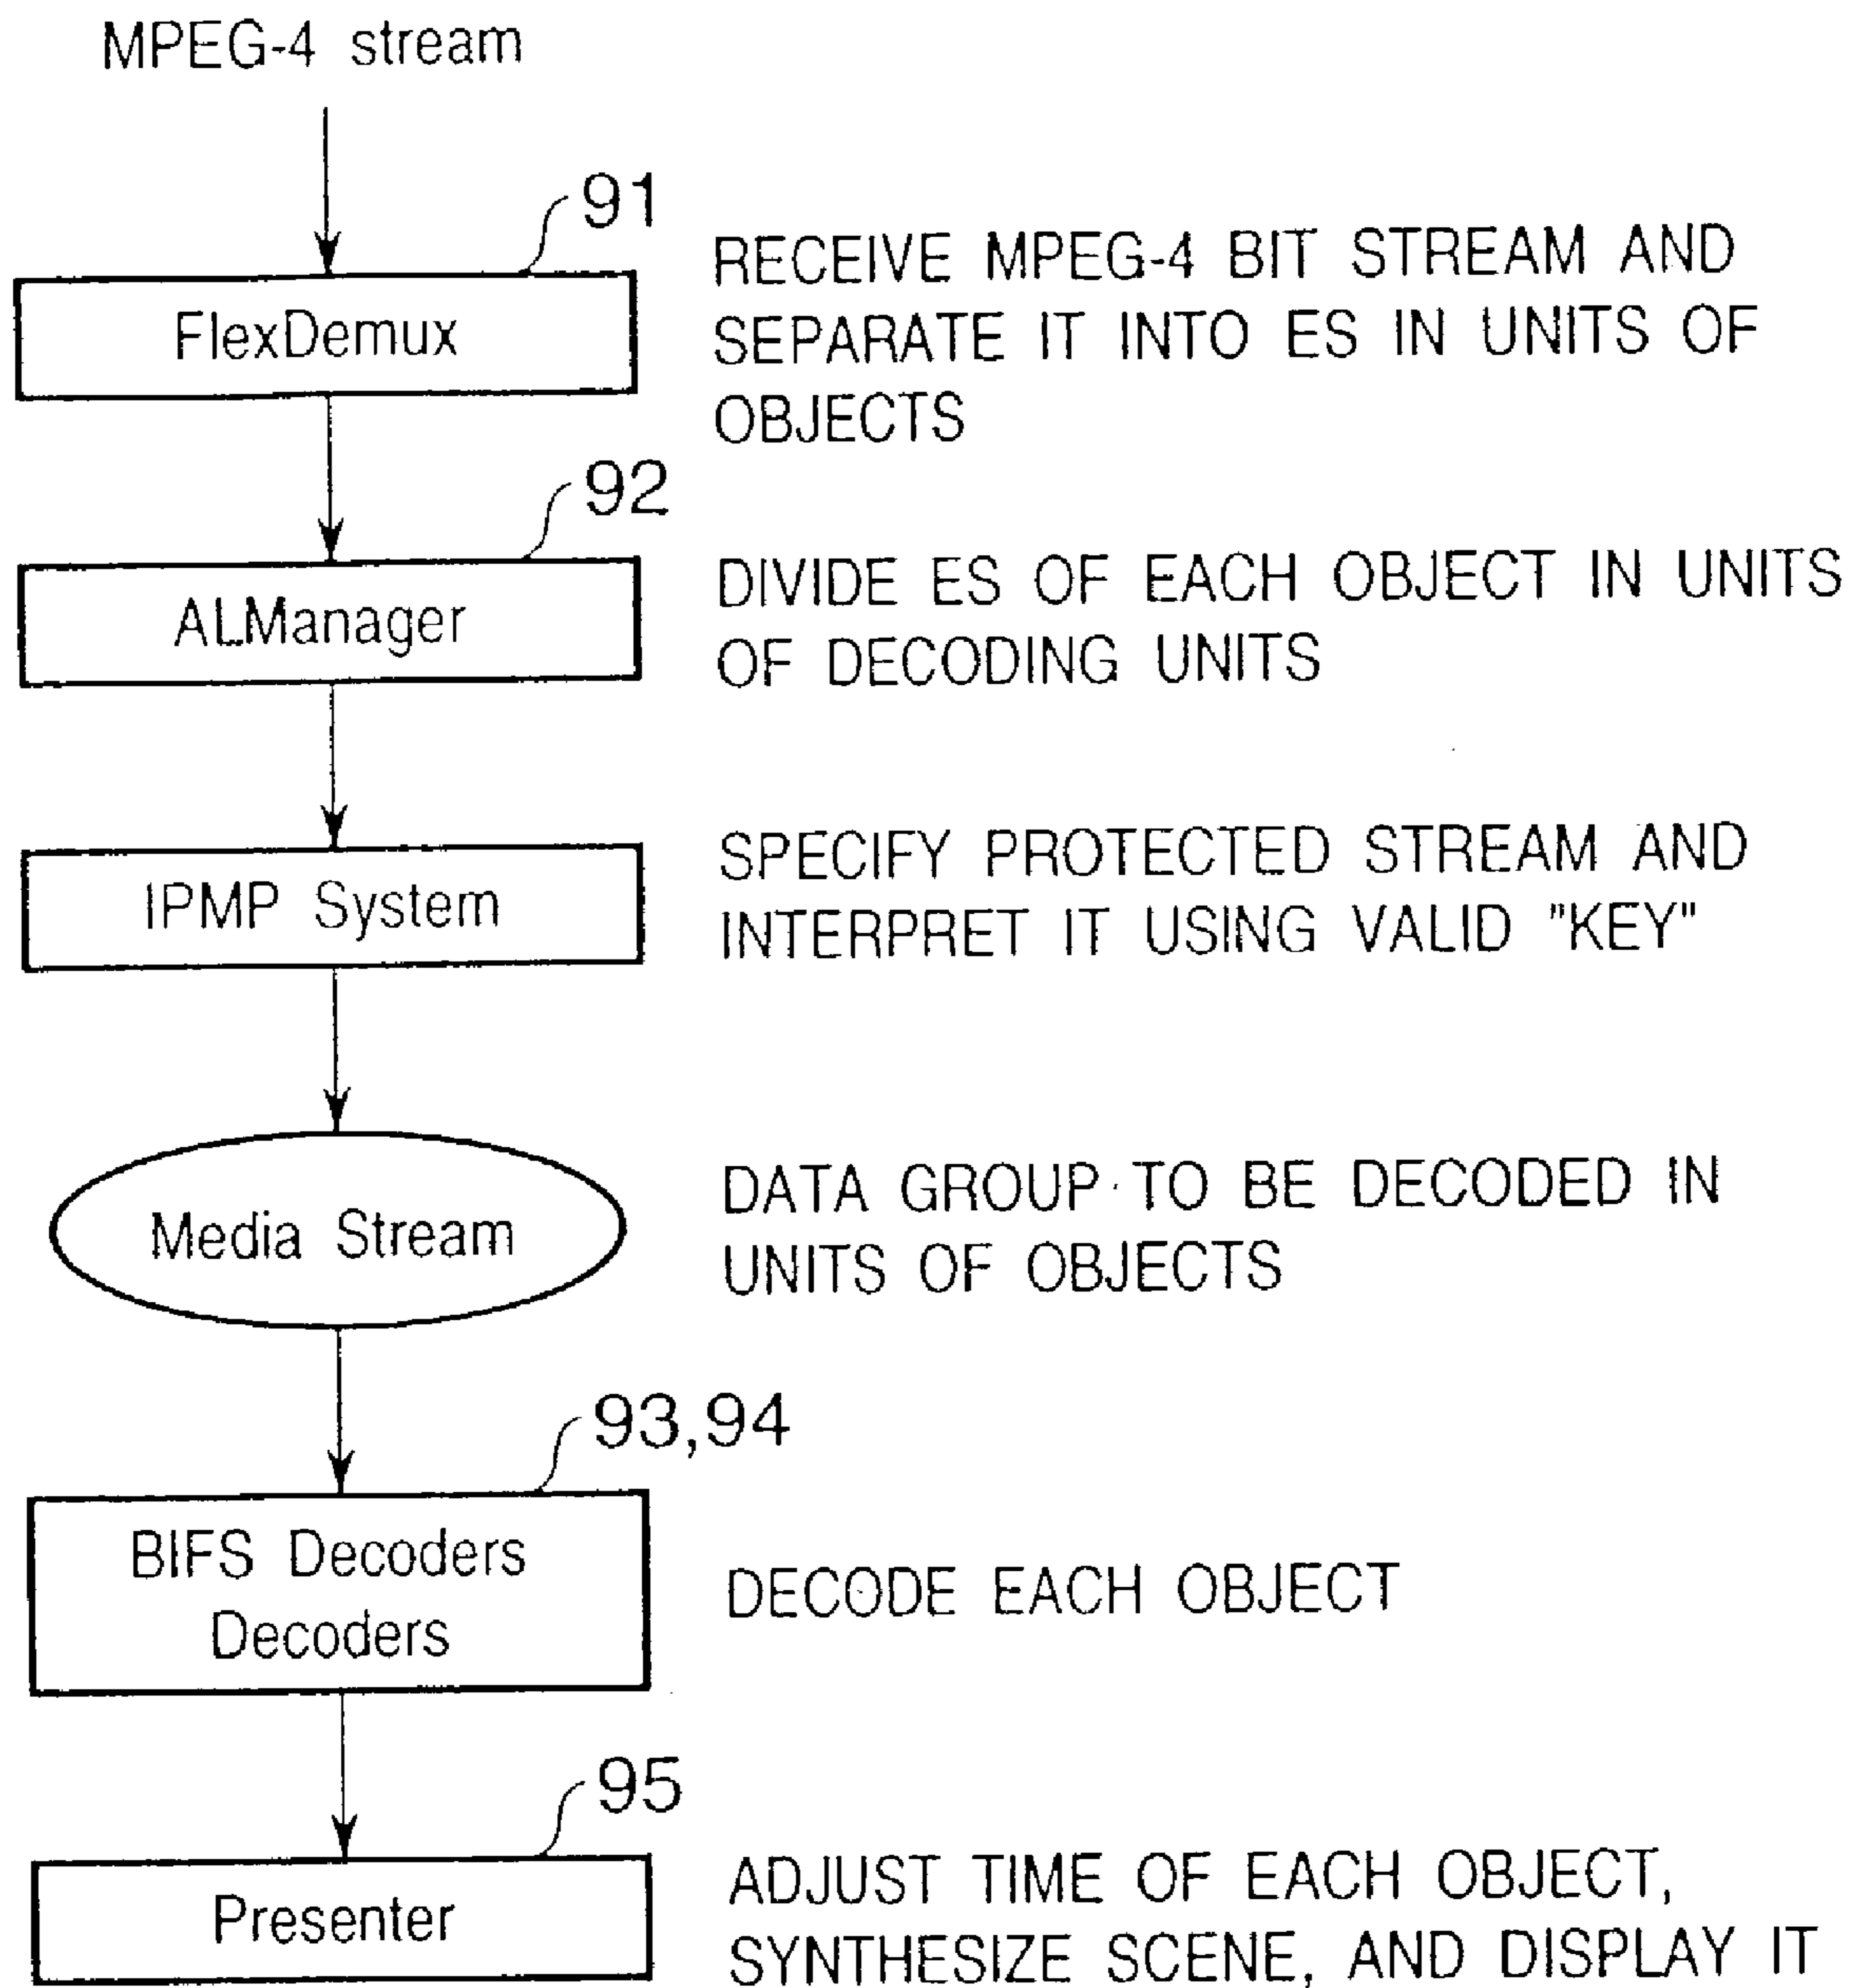 MPEG-4 stream
91
FlexDemux
RECEIVE MPEG-4 BIT STREAM AND
SEPARATE IT INTO ES IN UNITS OF
OBJECTS
92
ALManager
DIVIDE ES OF EACH OBJECT IN UNITS
OF DECODING UNITS
IPMP System
SPECIFY PROTECTED STREAM AND
INTERPRET IT USING VALID "KEY"
Media Stream
DATA GROUP TO BE DECODED IN
UNITS OF OBJECTS
93,94
BIFS Decoders
Decoders
DECODE EACH OBJECT
95
Presenter
ADJUST TIME OF EACH OBJECT,
SYNTHESIZE SCENE, AND DISPLAY IT